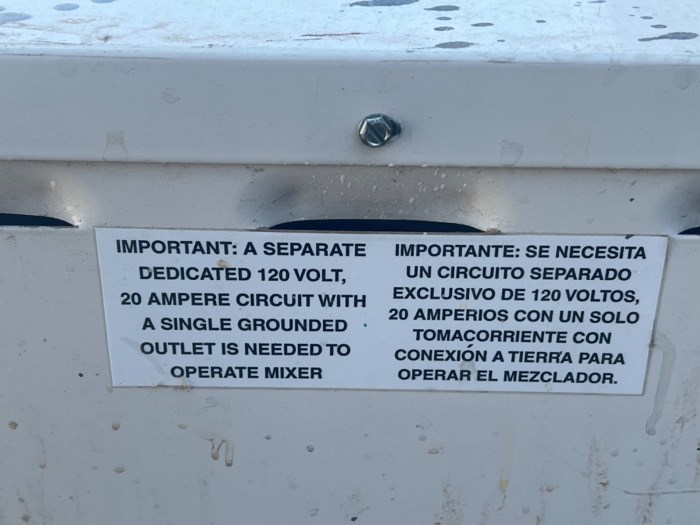 IMPORTANT: A SEPARATE
DEDICATED 120 VOLT,
20 AMPERE CIRCUIT WITH
A SINGLE GROUNDED
OUTLET IS NEEDED TO
OPERATE MIXER
IMPORTANTE: SE NECESITA
UN CIRCUITO SEPARADO
EXCLUSIVO DE 120 VOLTOS,
20 AMPERIOS CON UN SOLO
TOMACORRIENTE CON
CONEXIÓN A TIERRA PARA
OPERAR EL MEZCLADOR.